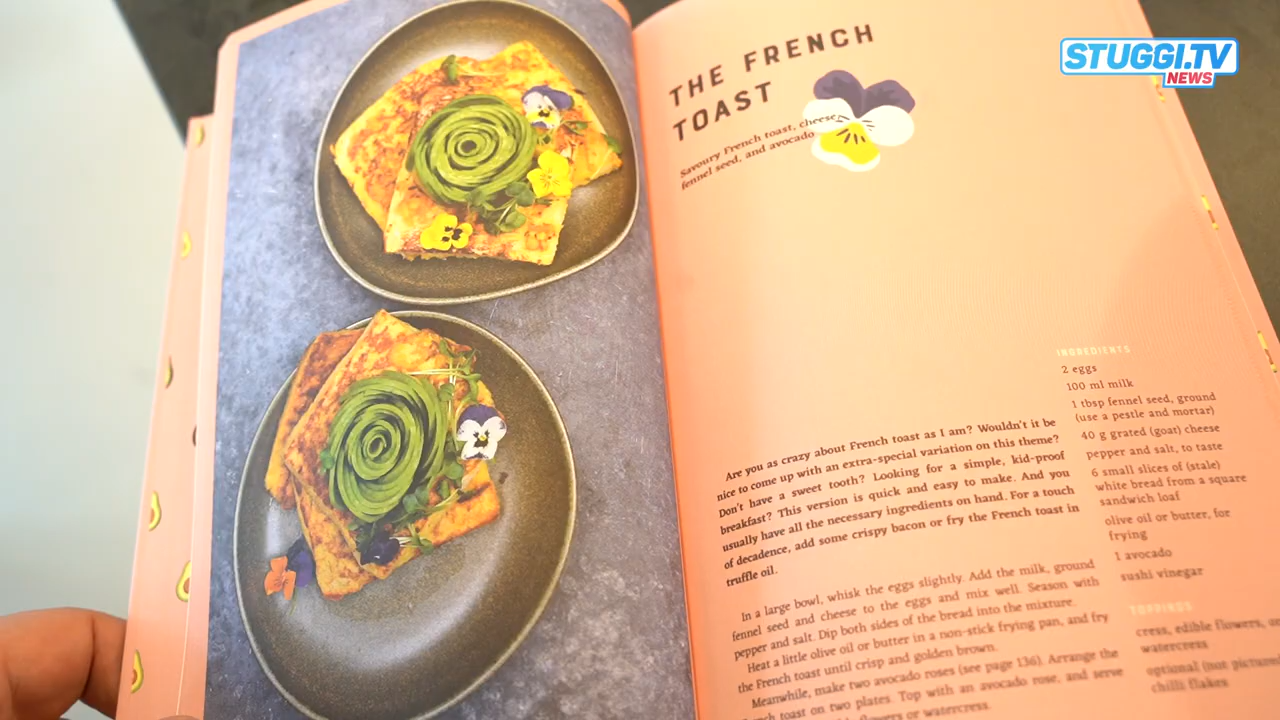 STUGGI.TV
NEWS
THE FRENCH
TOAST
Savoury French toast, cheese,
fennel seed, and avocado
INGREDIENTS
2 eggs
100 ml milk
1 tbsp fennel seed, ground
(use a pestle and mortar)
40 g grated (goat) cheese
pepper and salt, to taste
6 small slices of (stale)
white bread from a square
sandwich loaf
olive oil or butter, for
frying
1 avocado
sushi vinegar
TOPPINGS
cress, edible flowers, or
watercress
optional (not pictured
chilli flakes
Are you as crazy about French toast as I am? Wouldn't it be
nice to come up with an extra-special variation on this theme?
Don't have a sweet tooth? Looking for a simple, kid-proof
breakfast? This version is quick and easy to make. And you
usually have all the necessary ingredients on hand. For a touch
of decadence, add some crispy bacon or fry the French toast in
truffle oil.
In a large bowl, whisk the eggs slightly. Add the milk, ground
fennel seed and cheese to the eggs and mix well. Season with
pepper and salt. Dip both sides of the bread into the mixture.
Heat a little olive oil or butter in a non-stick frying pan, and fry
the French toast until crisp and golden brown.
Meanwhile, make two avocado roses (see page 136). Arrange the
French toast on two plates. Top with an avocado rose, and serve
flowers or watercress.